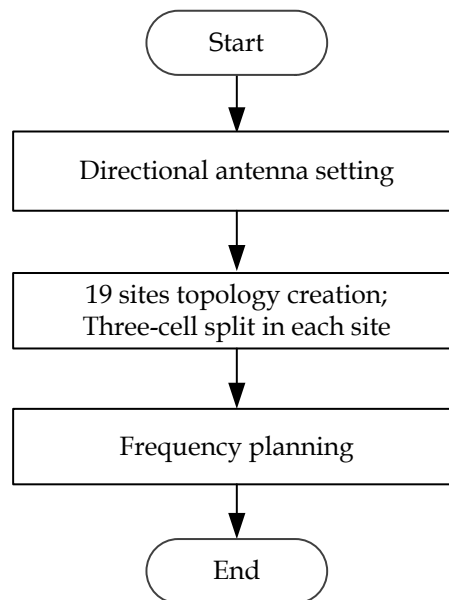 Start
Directional antenna setting
19 sites topology creation;
Three-cell split in each site
Frequency planning
End